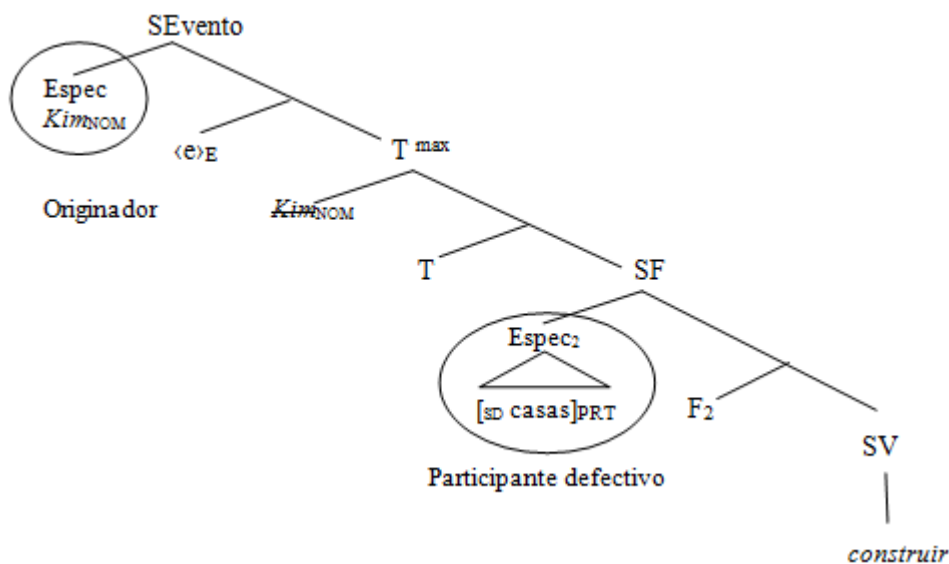 SEvento
Espec
KimNOM
‹e›E
T max
Originador
KimNOM
T
SF
Espec2
[SD casas]PRT
F2
SV
Participante defectivo
construir